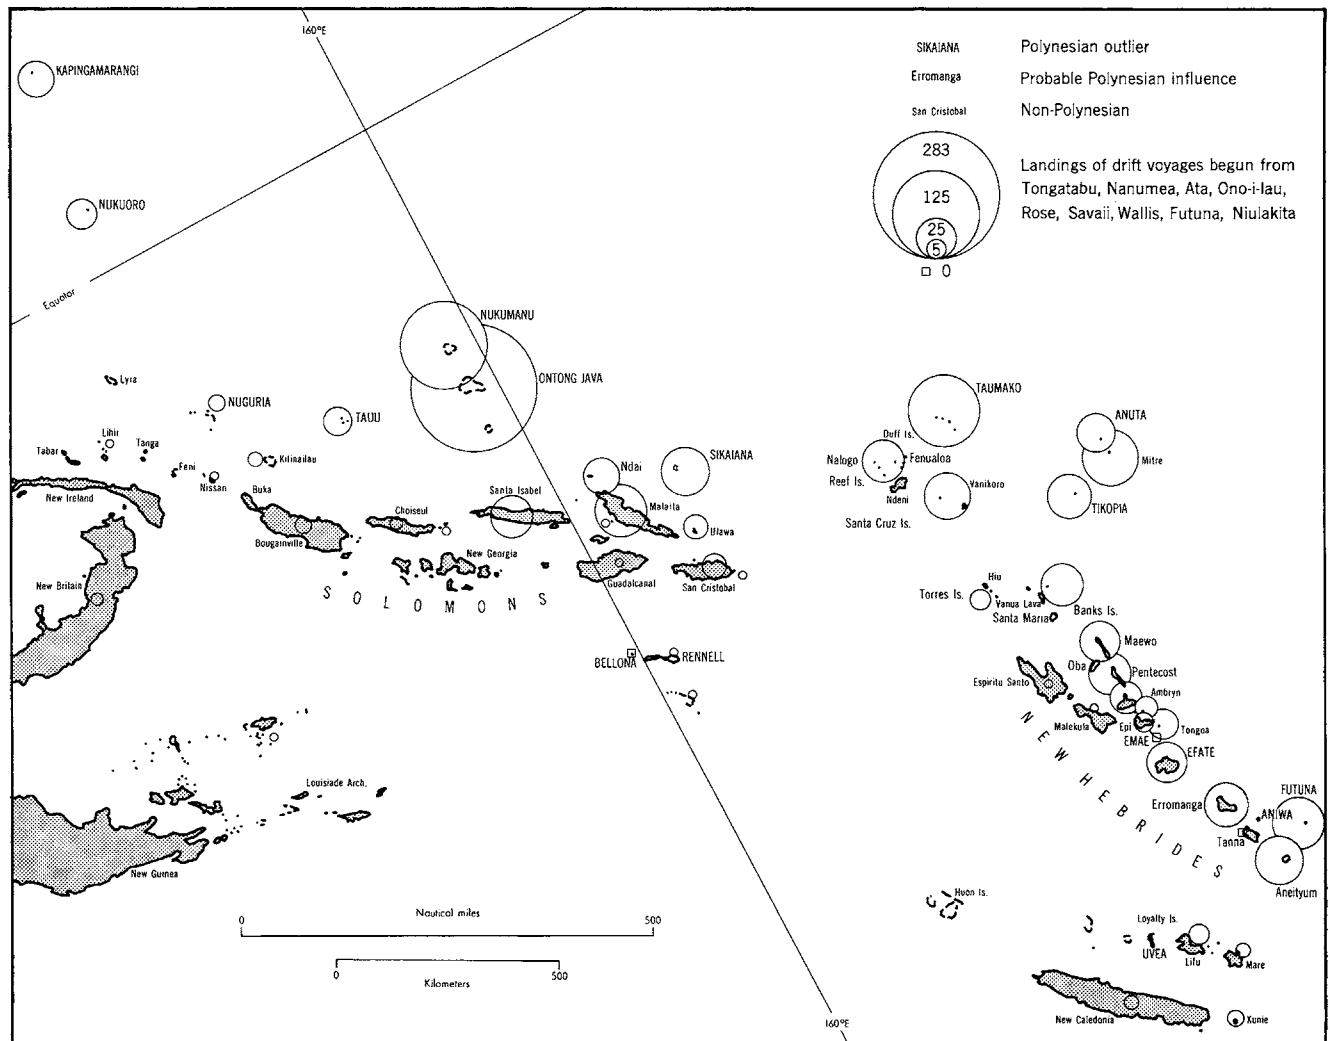 160°E
KAPINGAMARANGI
SIKAIANA Polynesian outlier
Erromanga Probable Polynesian influence
San Cristobal Non-Polynesian
283
125
25
5
0
Landings of drift voyages begun from
Tongatabu, Nanumea, Ata, Ono-i-lau,
Rose, Savaii, Wallis, Futuna, Niulakita
NUKUORO
Equator
NUKUMANU
ONTONG JAVA
Lyra
NUGURIA
TAUU
TAUMAKO
ANUTA
Mitre
TIKOPIA
Duff Is.
Nalogo
Fenualoa
Reef Is.
Ndeni
Vanikoro
Santa Cruz Is.
Lihir
Tabar
Tanga
Feni
Nissan
Kilinailau
New Ireland
Buka
Bougainville
Choiseul
Santa Isabel
Ndai
SIKAIANA
Malaita
Ulawa
New Georgia
Guadalcanal
San Cristobal
New Britain
SOLOMONS
BELLONA
RENNELL
Torres Is.
Hiu
Vanua Lava
Santa Maria
Banks Is.
Maewo
Oba
Pentecost
Espiritu Santo
Ambryn
Malekula
Epi
Tongoa
EMAE
EFATE
NEW HEBRIDES
Erromanga
FUTUNA
ANIWA
Tanna
Aneityum
Louisiade Arch.
New Guinea
Huon Is.
Loyalty Is.
UVEA
Lifu
Mare
New Caledonia
Kunie
Nautical miles
0 500
0 500
Kilometers
160°E